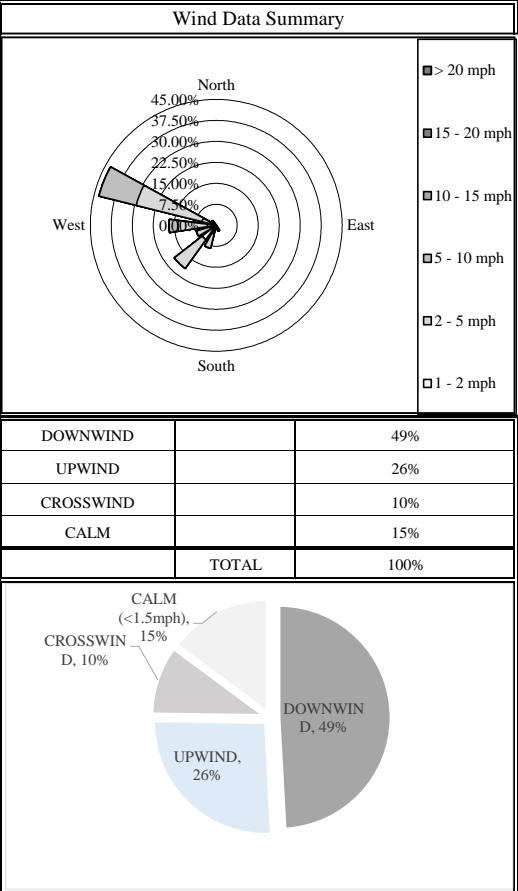 Wind Data Summary
North
45.00%
37.50%
30.00%
22.50%
15.00%
7.50%
0.00%
West
East
South
> 20 mph
15 - 20 mph
10 - 15 mph
5 - 10 mph
2 - 5 mph
1 - 2 mph
DOWNWIND 49%
UPWIND 26%
CROSSWIND 10%
CALM 15%
TOTAL 100%
CALM
(<1.5mph),
15%
CROSSWIN
D, 10%
DOWNWIN
D, 49%
UPWIND,
26%